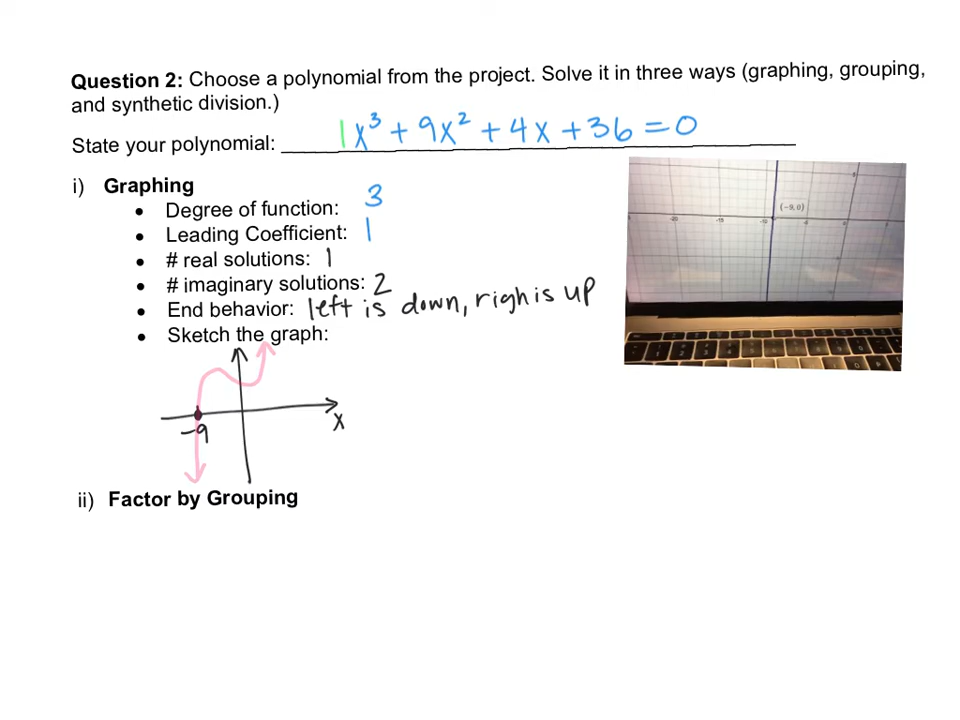 Question 2: Choose a polynomial from the project. Solve it in three ways (graphing, grouping,
and synthetic division.)
State your polynomial: 1x³ + 9x² + 4x + 36 = 0
i) Graphing
• Degree of function: 3
• Leading Coefficient: 1
• # real solutions: 1
• # imaginary solutions: 2
• End behavior: left is down, righ is up
• Sketch the graph:
(-9,0)
-20 -15 -10
x
-9
ii) Factor by Grouping